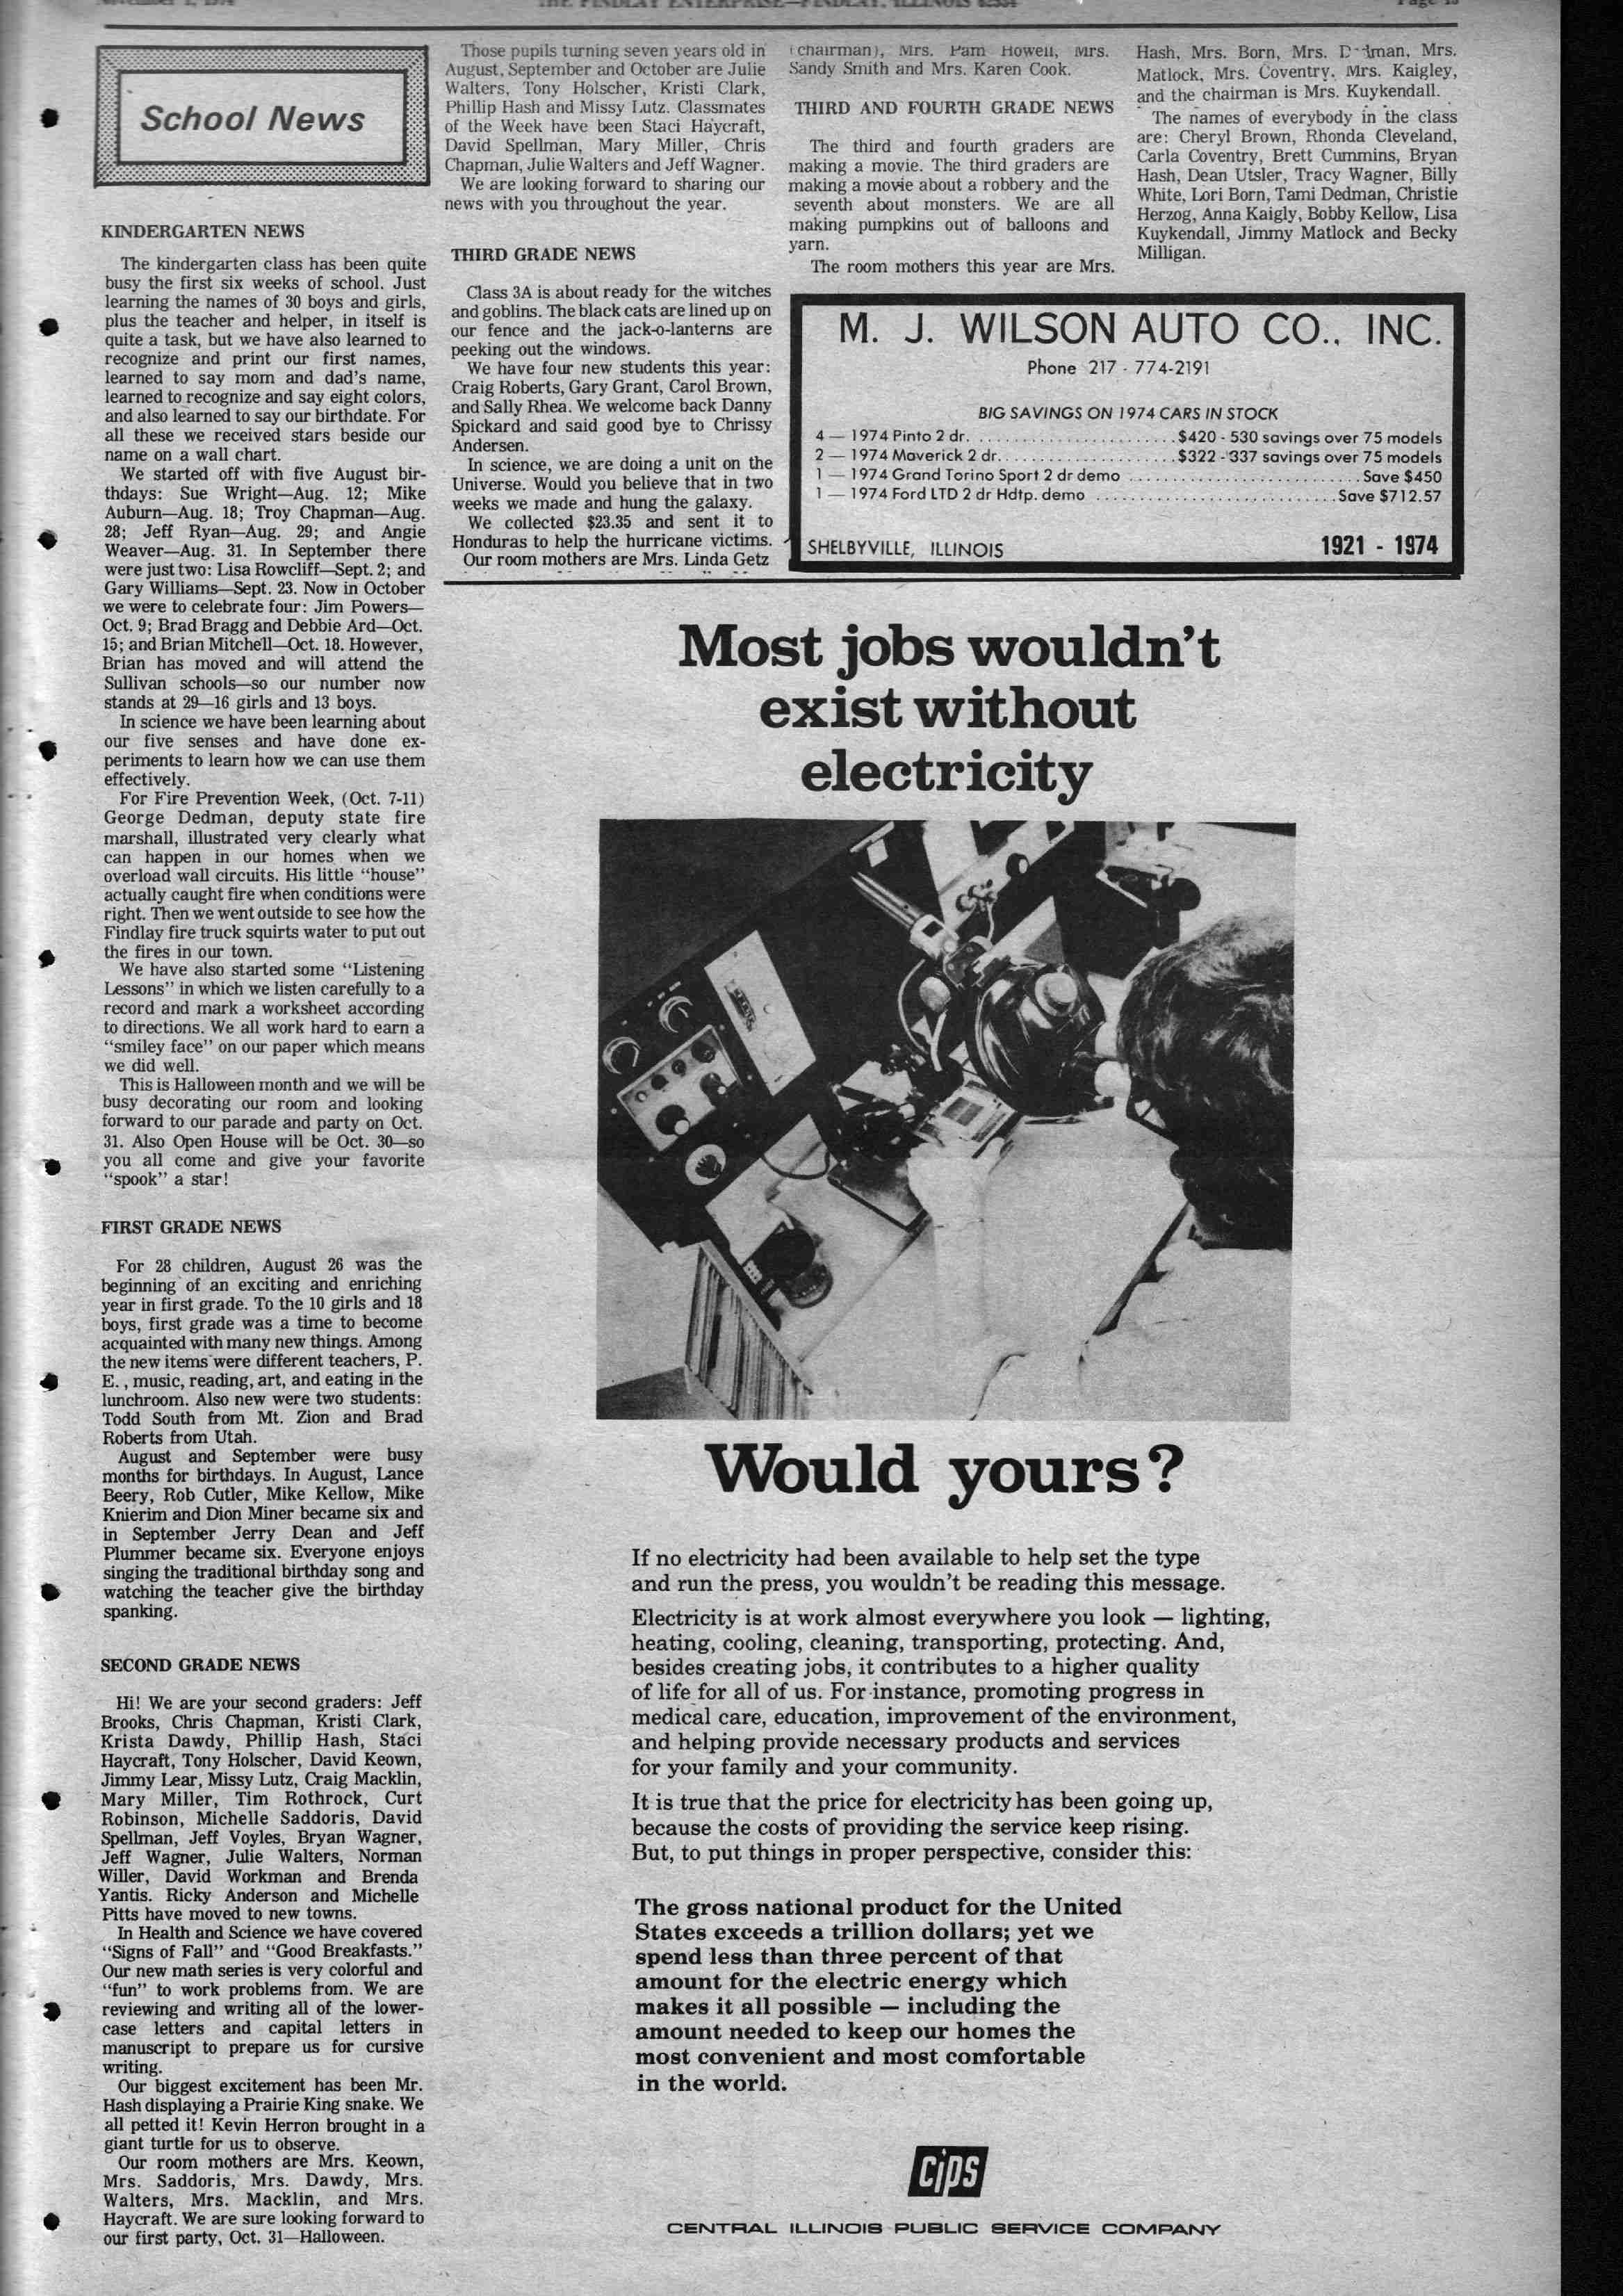 THE FINDLAY ENTERPRISE—FINDLAY, ILLINOIS 62534
School News
KINDERGARTEN NEWS
The kindergarten class has been quite
busy the first six weeks of school. Just
learning the names of 30 boys and girls,
plus the teacher and helper, in itself is
quite a task, but we have also learned to
recognize and print our first names,
learned to say mom and dad's name,
learned to recognize and say eight colors,
and also learned to say our birthdate. For
all these we received stars beside our
name on a wall chart.
We started off with five August bir-
thdays: Sue Wright—Aug. 12; Mike
Auburn—Aug. 18; Troy Chapman—Aug.
28; Jeff Ryan—Aug. 29; and Angie
Weaver—Aug. 31. In September there
were just two: Lisa Rowcliff—Sept. 2; and
Gary Williams—Sept. 23. Now in October
we were to celebrate four: Jim Powers—
Oct. 9; Brad Bragg and Debbie Ard—Oct.
15; and Brian Mitchell—Oct. 18. However,
Brian has moved and will attend the
Sullivan schools—so our number now
stands at 29—16 girls and 13 boys.
In science we have been learning about
our five senses and have done ex-
periments to learn how we can use them
effectively.
For Fire Prevention Week, (Oct. 7-11)
George Dedman, deputy state fire
marshall, illustrated very clearly what
can happen in our homes when we
overload wall circuits. His little "house"
actually caught fire when conditions were
right. Then we went outside to see how the
Findlay fire truck squirts water to put out
the fires in our town.
We have also started some "Listening
Lessons" in which we listen carefully to a
record and mark a worksheet according
to directions. We all work hard to earn a
"smiley face" on our paper which means
we did well.
This is Halloween month and we will be
busy decorating our room and looking
forward to our parade and party on Oct.
31. Also Open House will be Oct. 30—so
you all come and give your favorite
"spook" a star!
FIRST GRADE NEWS
For 28 children, August 26 was the
beginning of an exciting and enriching
year in first grade. To the 10 girls and 18
boys, first grade was a time to become
acquainted with many new things. Among
the new items were different teachers, P.
E., music, reading, art, and eating in the
lunchroom. Also new were two students:
Todd South from Mt. Zion and Brad
Roberts from Utah.
August and September were busy
months for birthdays. In August, Lance
Beery, Rob Cutler, Mike Kellow, Mike
Knierim and Dion Miner became six and
in September Jerry Dean and Jeff
Plummer became six. Everyone enjoys
singing the traditional birthday song and
watching the teacher give the birthday
spanking.
SECOND GRADE NEWS
Hi! We are your second graders: Jeff
Brooks, Chris Chapman, Kristi Clark,
Krista Dawdy, Phillip Hash, Staci
Haycraft, Tony Holscher, David Keown,
Jimmy Lear, Missy Lutz, Craig Macklin,
Mary Miller, Tim Rothrock, Curt
Robinson, Michelle Saddoris, David
Spellman, Jeff Voyles, Bryan Wagner,
Jeff Wagner, Julie Walters, Norman
Willer, David Workman and Brenda
Yantis. Ricky Anderson and Michelle
Pitts have moved to new towns.
In Health and Science we have covered
"Signs of Fall" and "Good Breakfasts."
Our new math series is very colorful and
"fun" to work problems from. We are
reviewing and writing all of the lower-
case letters and capital letters in
manuscript to prepare us for cursive
writing.
Our biggest excitement has been Mr.
Hash displaying a Prairie King snake. We
all petted it! Kevin Herron brought in a
giant turtle for us to observe.
Our room mothers are Mrs. Keown,
Mrs. Saddoris, Mrs. Dawdy, Mrs.
Walters, Mrs. Macklin, and Mrs.
Haycraft. We are sure looking forward to
our first party, Oct. 31—Halloween.
Those pupils turning seven years old in
August, September and October are Julie
Walters, Tony Holscher, Kristi Clark,
Phillip Hash and Missy Lutz. Classmates
of the Week have been Staci Haycraft,
David Spellman, Mary Miller, Chris
Chapman, Julie Walters and Jeff Wagner.
We are looking forward to sharing our
news with you throughout the year.
THIRD GRADE NEWS
Class 3A is about ready for the witches
and goblins. The black cats are lined up on
our fence and the jack-o-lanterns are
peeking out the windows.
We have four new students this year:
Craig Roberts, Gary Grant, Carol Brown,
and Sally Rhea. We welcome back Danny
Spickard and said good bye to Chrissy
Andersen.
In science, we are doing a unit on the
Universe. Would you believe that in two
weeks we made and hung the galaxy.
We collected $23.35 and sent it to
Honduras to help the hurricane victims.
Our room mothers are Mrs. Linda Getz
(chairman), Mrs. Pam Howell, Mrs.
Sandy Smith and Mrs. Karen Cook.
THIRD AND FOURTH GRADE NEWS
The third and fourth graders are
making a movie. The third graders are
making a movie about a robbery and the
seventh about monsters. We are all
making pumpkins out of balloons and
yarn.
The room mothers this year are Mrs.
Hash, Mrs. Born, Mrs. Mrs.
Matlock, Mrs. Coventry, Mrs. Kaigley,
and the chairman is Mrs. Kuykendall.
The names of everybody in the class
are: Cheryl Brown, Rhonda Cleveland,
Carla Coventry, Brett Cummins, Bryan
Hash, Dean Utsler, Tracy Wagner, Billy
White, Lori Born, Tami Dedman, Christie
Herzog, Anna Kaigly, Bobby Kellow, Lisa
Kuykendall, Jimmy Matlock and Becky
Milligan.
M. J. WILSON AUTO CO., INC.
Phone 217 - 774-2191
BIG SAVINGS ON 1974 CARS IN STOCK
4 — 1974 Pinto 2 dr. ........................ $420 - 530 savings over 75 models
2 — 1974 Maverick 2 dr. ..................... $322 - 337 savings over 75 models
1 — 1974 Grand Torino Sport 2 dr demo ........................... Save $450
1 — 1974 Ford LTD 2 dr Hdtp. demo ............................ Save $712.57
SHELBYVILLE, ILLINOIS 1921 - 1974
Most jobs wouldn't
exist without
electricity
Would yours?
If no electricity had been available to help set the type
and run the press, you wouldn't be reading this message.
Electricity is at work almost everywhere you look — lighting,
heating, cooling, cleaning, transporting, protecting. And,
besides creating jobs, it contributes to a higher quality
of life for all of us. For instance, promoting progress in
medical care, education, improvement of the environment,
and helping provide necessary products and services
for your family and your community.
It is true that the price for electricity has been going up,
because the costs of providing the service keep rising.
But, to put things in proper perspective, consider this:
The gross national product for the United
States exceeds a trillion dollars; yet we
spend less than three percent of that
amount for the electric energy which
makes it all possible — including the
amount needed to keep our homes the
most convenient and most comfortable
in the world.
CIPS
CENTRAL ILLINOIS PUBLIC SERVICE COMPANY